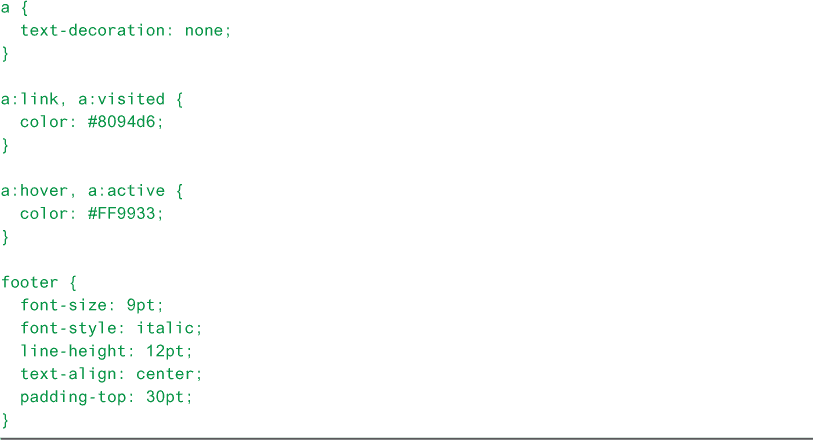 a {
  text-decoration: none;
}

a:link, a:visited {
  color: #8094d6;
}

a:hover, a:active {
  color: #FF9933;
}

footer {
  font-size: 9pt;
  font-style: italic;
  line-height: 12pt;
  text-align: center;
  padding-top: 30pt;
}